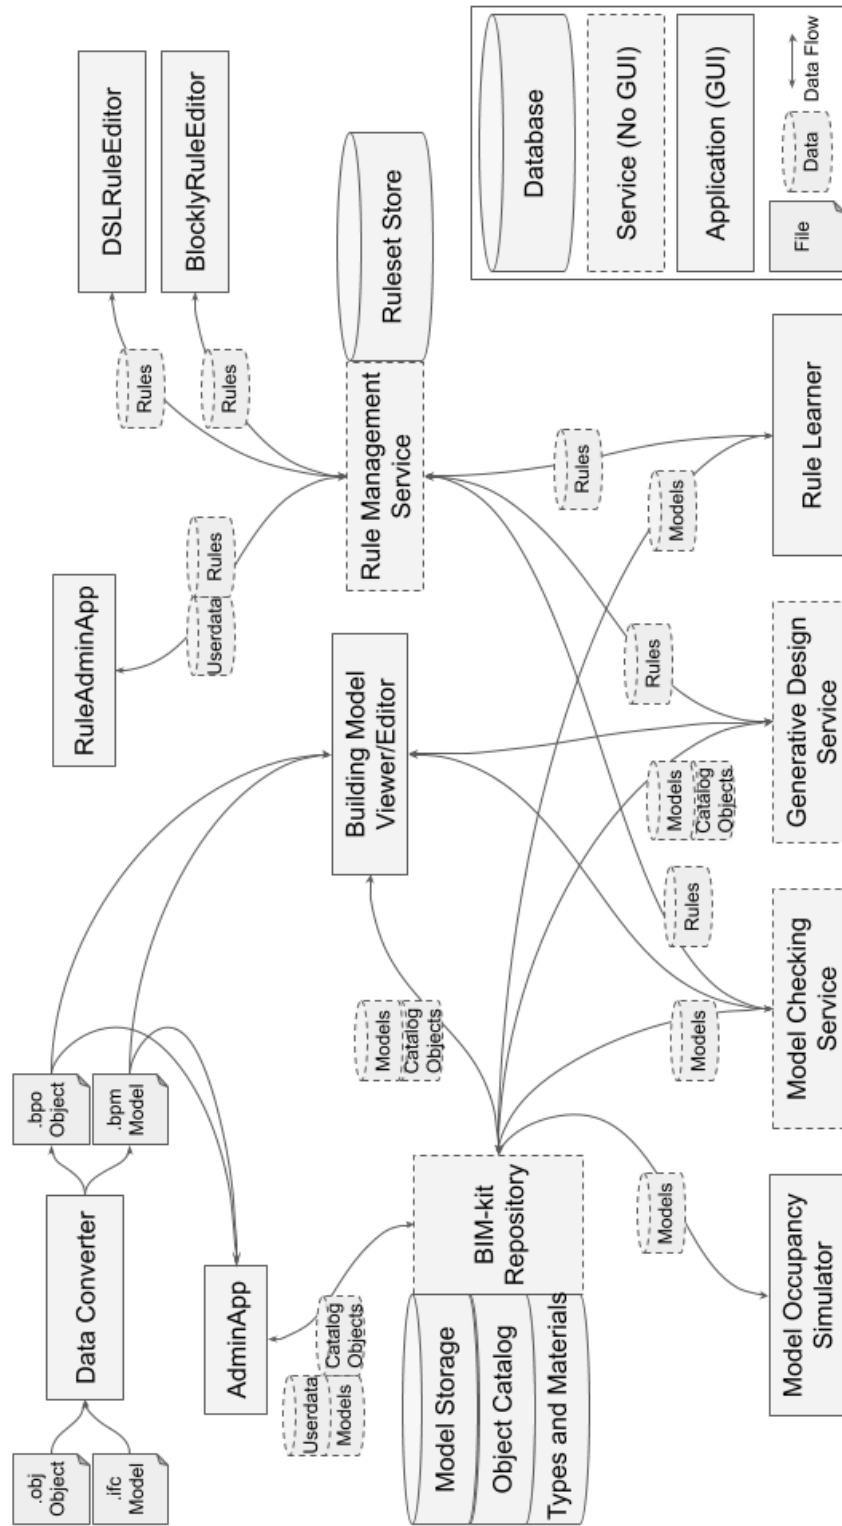 .obj
Object
.ifc
Model
Data Converter
.bpo
Object
.bpm
Model
AdminApp
Userdata
Models
Catalog
Objects
Model Storage
Object Catalog
Types and Materials
BIM-kit
Repository
Models
Catalog
Objects
Building Model
Viewer/Editor
RuleAdminApp
Userdata
Rules
DSLRuleEditor
BlocklyRuleEditor
Rules
Rules
Rule Management
Service
Ruleset Store
Models
Model Occupancy
Simulator
Models
Rules
Model Checking
Service
Models
Catalog
Objects
Rules
Generative Design
Service
Models
Rules
Rule Learner
Database
Service (No GUI)
Application (GUI)
File
Data
Data Flow